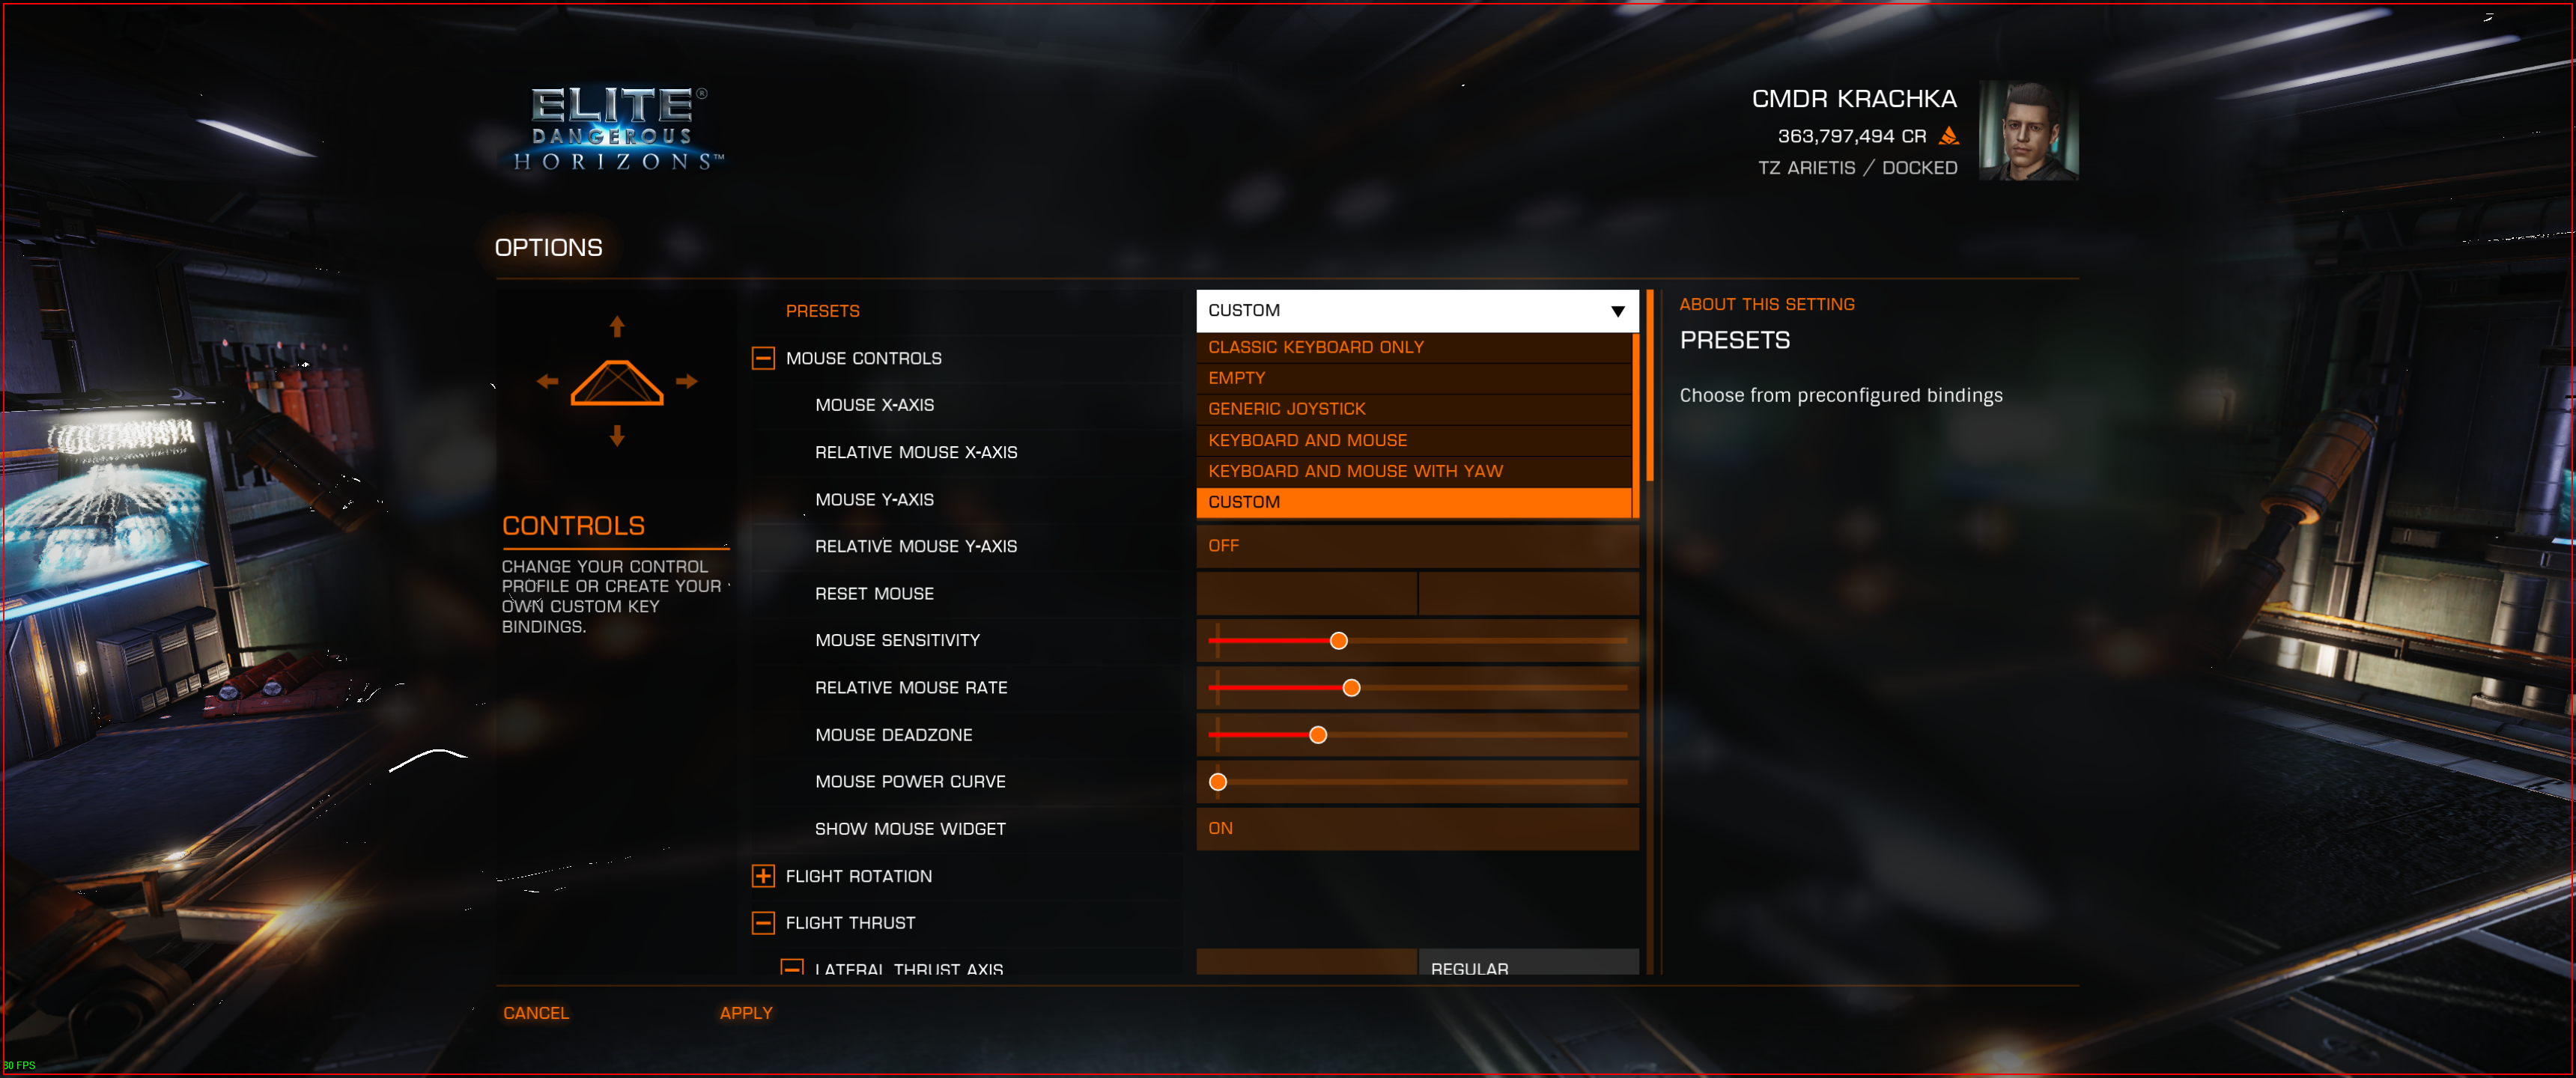 ELITE®
DANGEROUS
HORIZONS™
CMDR KRACHKA
363,797,494 CR
TZ ARIETIS / DOCKED
OPTIONS
CONTROLS
CHANGE YOUR CONTROL
PROFILE OR CREATE YOUR
OWN CUSTOM KEY
BINDINGS.
PRESETS
CUSTOM
CLASSIC KEYBOARD ONLY
EMPTY
GENERIC JOYSTICK
KEYBOARD AND MOUSE
KEYBOARD AND MOUSE WITH YAW
CUSTOM
MOUSE CONTROLS
MOUSE X-AXIS
RELATIVE MOUSE X-AXIS
MOUSE Y-AXIS
RELATIVE MOUSE Y-AXIS
OFF
RESET MOUSE
MOUSE SENSITIVITY
RELATIVE MOUSE RATE
MOUSE DEADZONE
MOUSE POWER CURVE
SHOW MOUSE WIDGET
ON
FLIGHT ROTATION
FLIGHT THRUST
LATERAL THRUST AXIS
REGULAR
ABOUT THIS SETTING
PRESETS
Choose from preconfigured bindings
CANCEL
APPLY
30 FPS